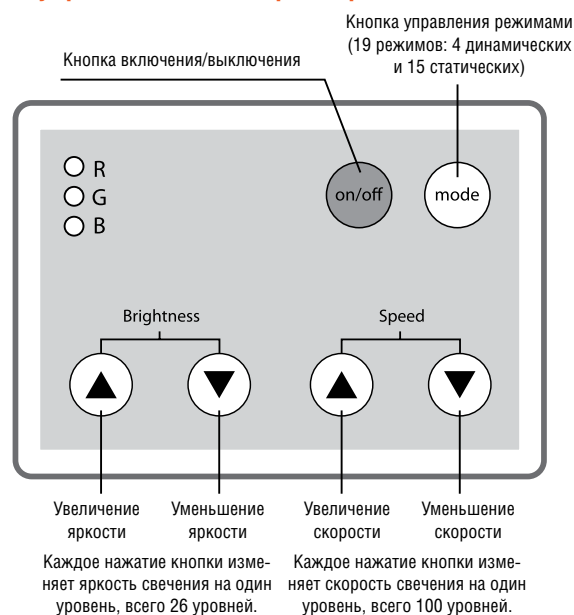 Кнопка управления режимами
(19 режимов: 4 динамических
и 15 статических)
Кнопка включения/выключения
R
G
B
on/off
mode
Brightness
Speed
Увеличение
яркости
Уменьшение
яркости
Увеличение
скорости
Уменьшение
скорости
Каждое нажатие кнопки изме-
няет яркость свечения на один
уровень, всего 26 уровней.
Каждое нажатие кнопки изме-
няет скорость свечения на один
уровень, всего 100 уровней.